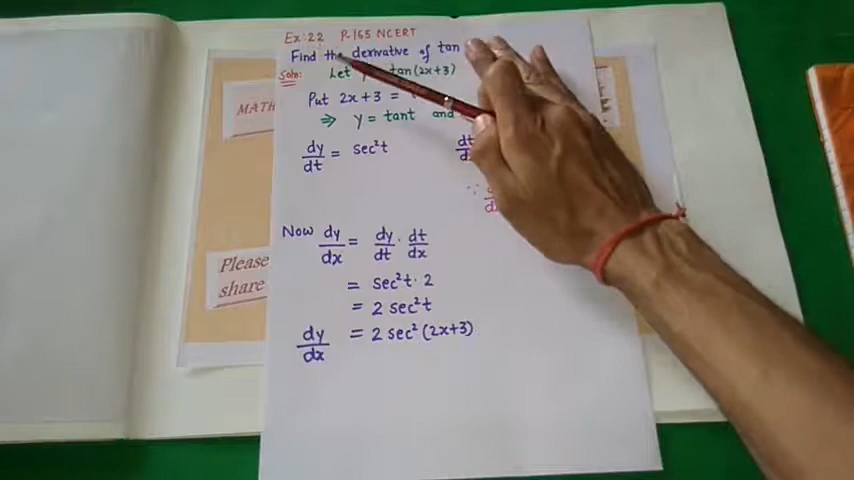 Ex: 22 P-165 NCERT
Find the derivative of tan
Soln: Let y tan(2x+3)
Put 2x+3 =
⇒ y = tant and
dy/dt = sec²t
∵
Now dy/dx = dy/dt · dt/dx
= sec²t · 2
= 2 sec²t
dy/dx = 2 sec² (2x+3)
MATH
Please
share